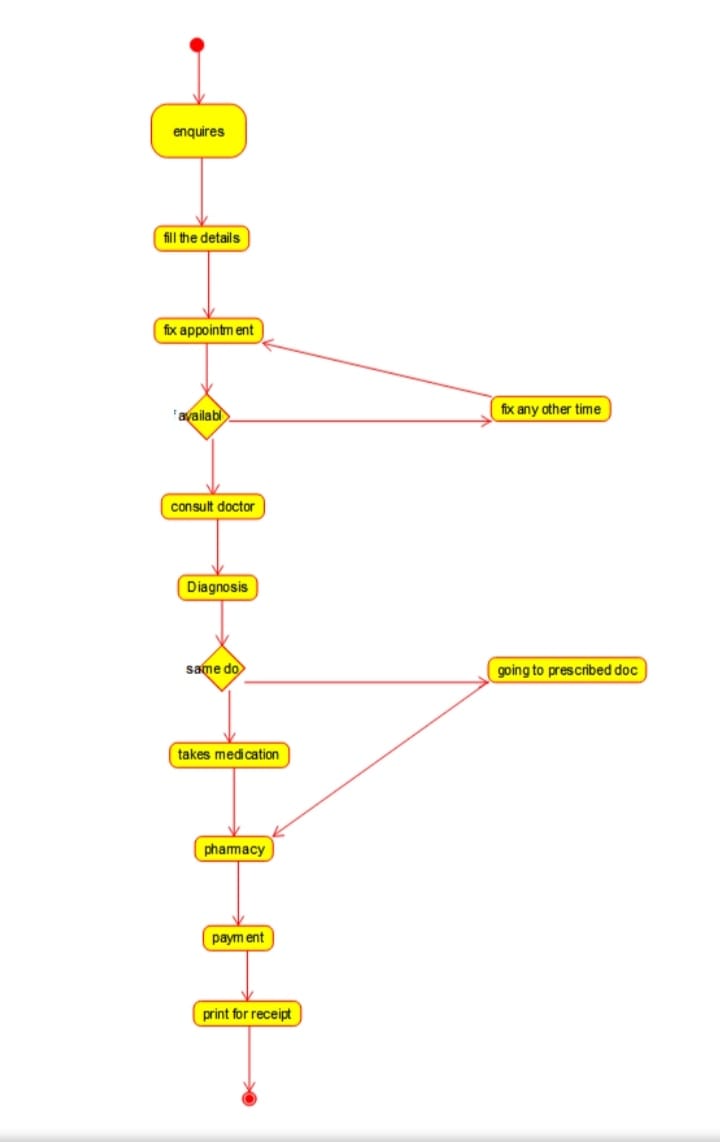 enquires
fill the details
fix appointment
availabl
fix any other time
consult doctor
Diagnosis
same do
going to prescribed doc
takes medication
pharmacy
payment
print for receipt